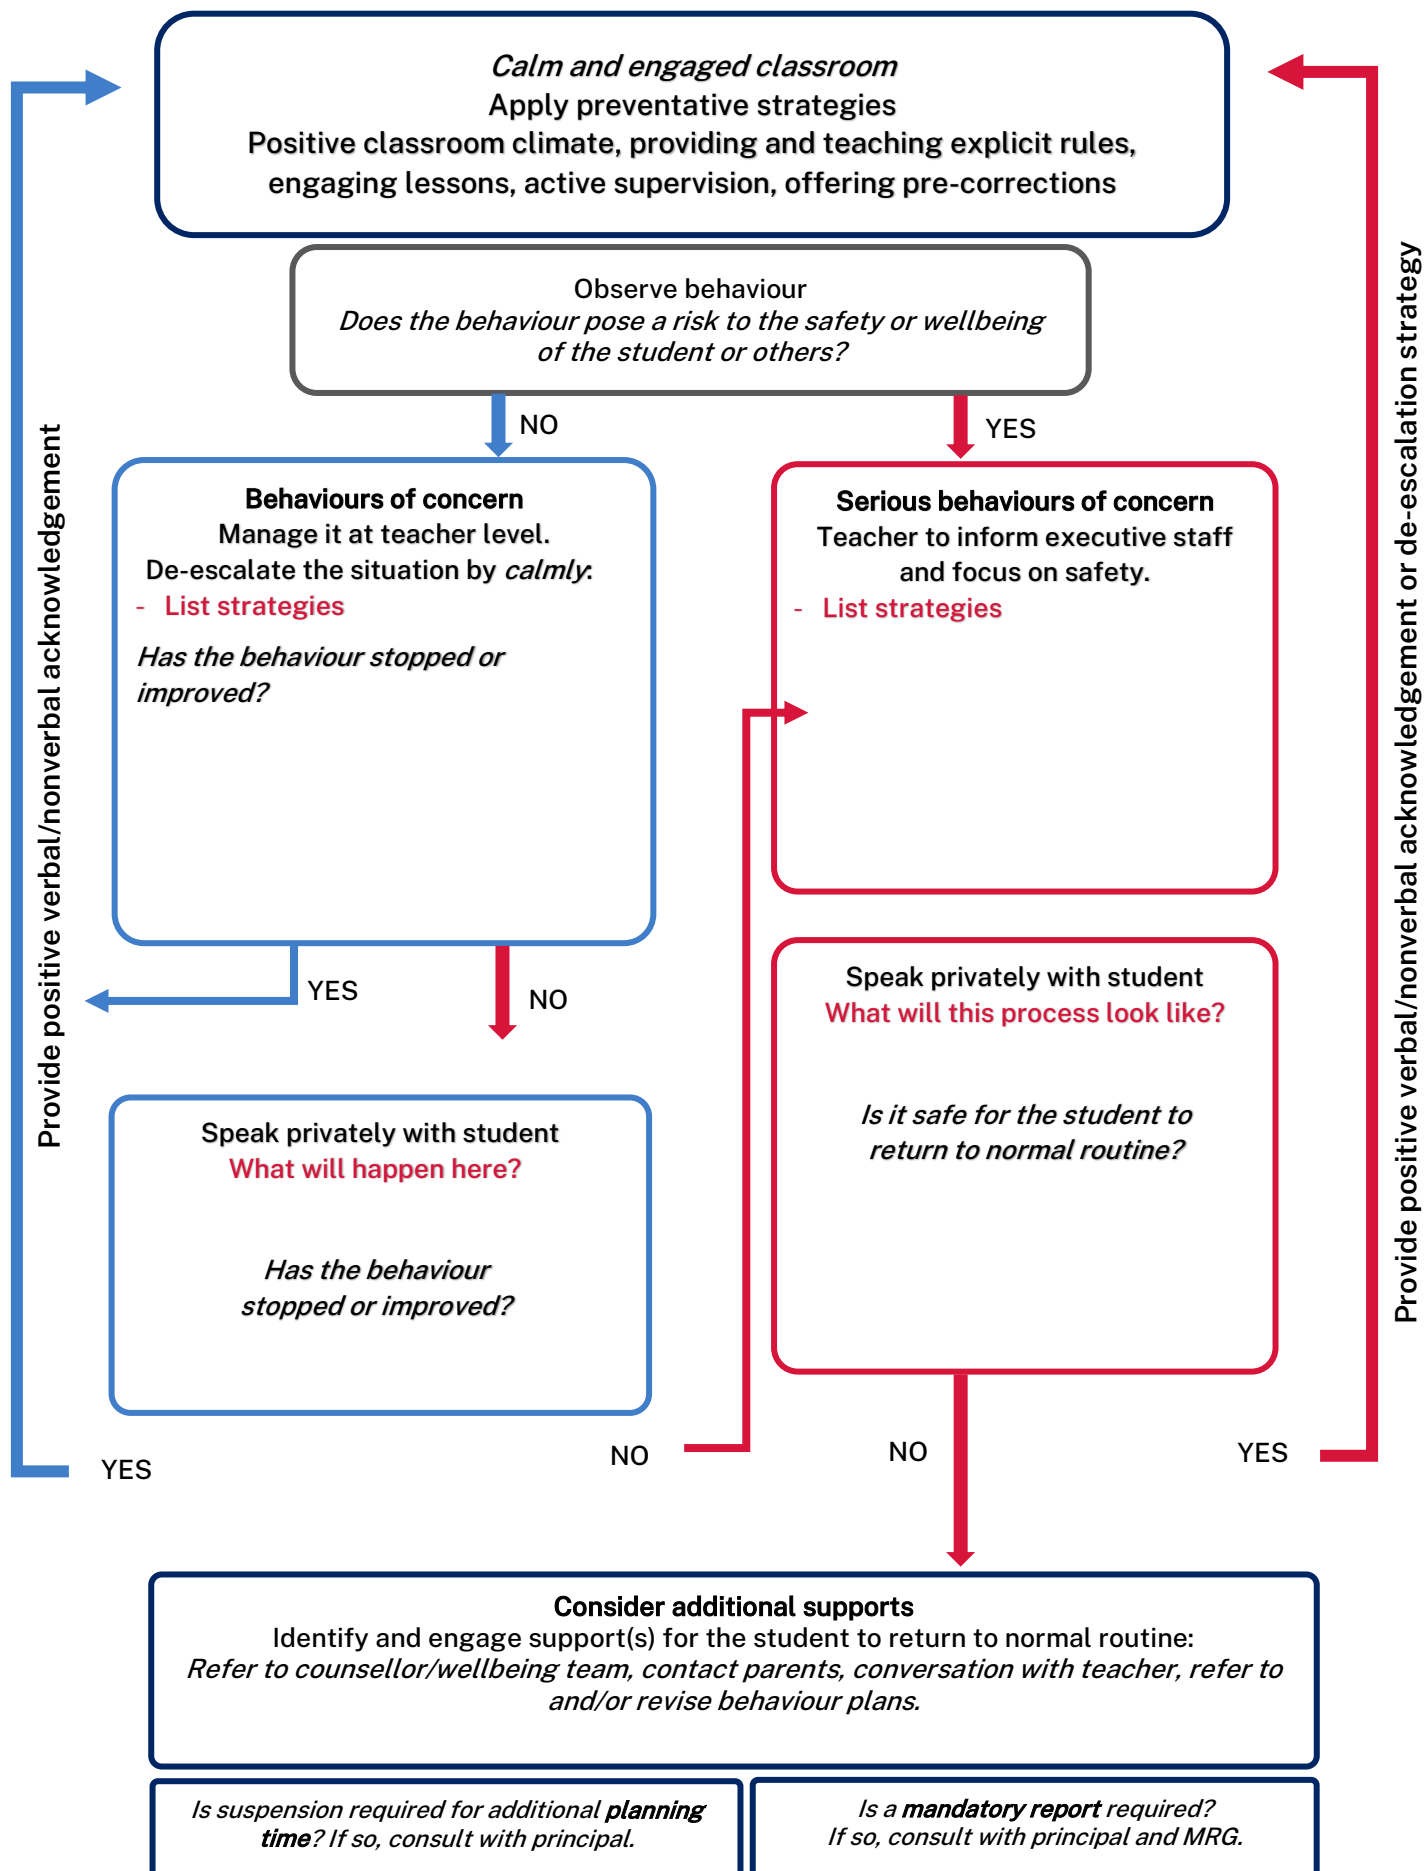 Calm and engaged classroom
Apply preventative strategies
Positive classroom climate, providing and teaching explicit rules,
engaging lessons, active supervision, offering pre-corrections
Observe behaviour
Does the behaviour pose a risk to the safety or wellbeing
of the student or others?
NO
YES
Behaviours of concern
Manage it at teacher level.
De-escalate the situation by calmly:
- List strategies
Has the behaviour stopped or
improved?
Serious behaviours of concern
Teacher to inform executive staff
and focus on safety.
- List strategies
YES
NO
Speak privately with student
What will happen here?
Has the behaviour
stopped or improved?
Speak privately with student
What will this process look like?
Is it safe for the student to
return to normal routine?
YES
NO
NO
YES
Provide positive verbal/nonverbal acknowledgement
Provide positive verbal/nonverbal acknowledgement or de-escalation strategy
Consider additional supports
Identify and engage support(s) for the student to return to normal routine:
Refer to counsellor/wellbeing team, contact parents, conversation with teacher, refer to
and/or revise behaviour plans.
Is suspension required for additional planning
time? If so, consult with principal.
Is a mandatory report required?
If so, consult with principal and MRG.